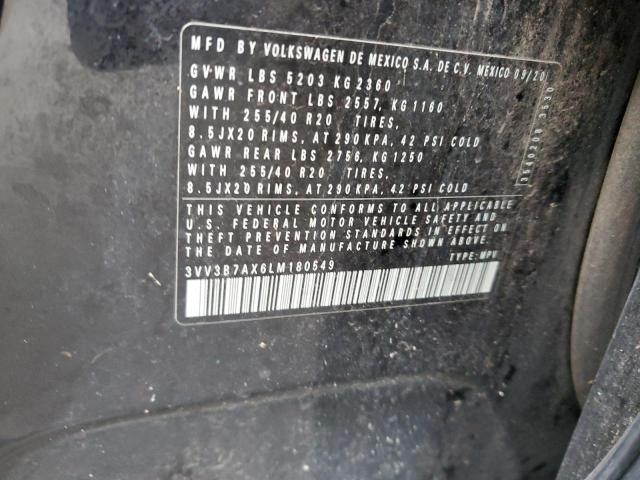 MFD BY VOLKSWAGEN DE MEXICO S.A. DE C.V. MEXICO 09/20
GVWR LBS 5203 KG 2360
GAWR FRONT LBS 2557, KG 1160
WITH 255/40 R20 TIRES,
8.5JX20 RIMS, AT 290 KPA, 42 PSI COLD
GAWR REAR LBS 2756, KG 1250
WITH 255/40 R20 TIRES,
8.5JX20 RIMS, AT 290 KPA, 42 PSI COLD
THIS VEHICLE CONFORMS TO ALL APPLICABLE
U.S. FEDERAL MOTOR VEHICLE SAFETY AND
THEFT PREVENTION STANDARDS IN EFFECT ON
THE DATE OF MANUFACTURE SHOWN ABOVE.
3VV3B7AX6LM180549 TYPE: MPV